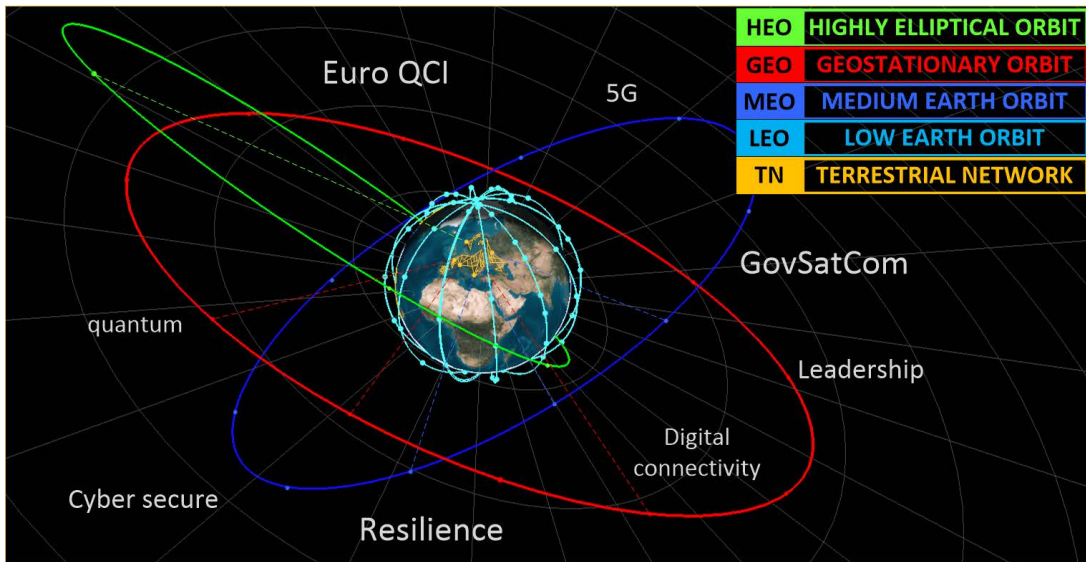 HEO HIGHLY ELLIPTICAL ORBIT
GEO GEOSTATIONARY ORBIT
MEO MEDIUM EARTH ORBIT
LEO LOW EARTH ORBIT
TN TERRESTRIAL NETWORK
Euro QCI
5G
GovSatCom
quantum
Leadership
Digital
connectivity
Cyber secure
Resilience